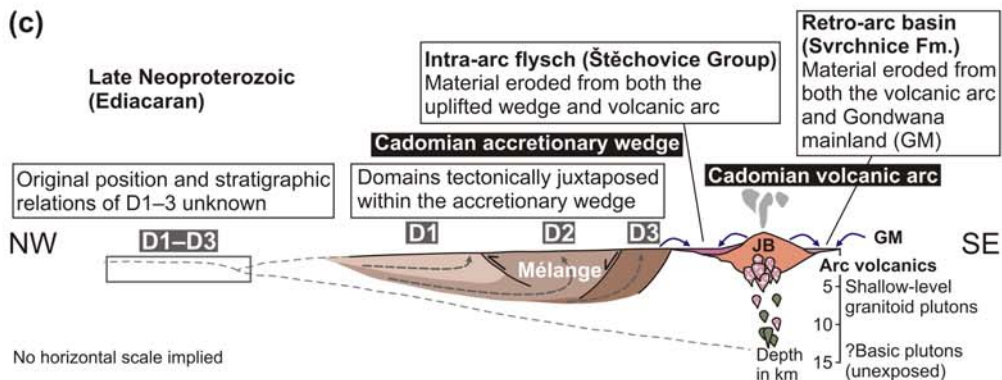 (c)
Late Neoproterozoic
(Ediacaran)
Intra-arc flysch (Štěchovice Group)
Material eroded from both the
uplifted wedge and volcanic arc
Retro-arc basin
(Svrchnice Fm.)
Material eroded from
both the volcanic arc
and Gondwana
mainland (GM)
Cadomian accretionary wedge
Cadomian volcanic arc
Original position and stratigraphic
relations of D1–3 unknown
Domains tectonically juxtaposed
within the accretionary wedge
NW
D1–D3
D1
D2
D3
JB
GM
SE
Mélange
Arc volcanics
Shallow-level
granitoid plutons
?Basic plutons
(unexposed)
5
10
15
Depth
in km
No horizontal scale implied